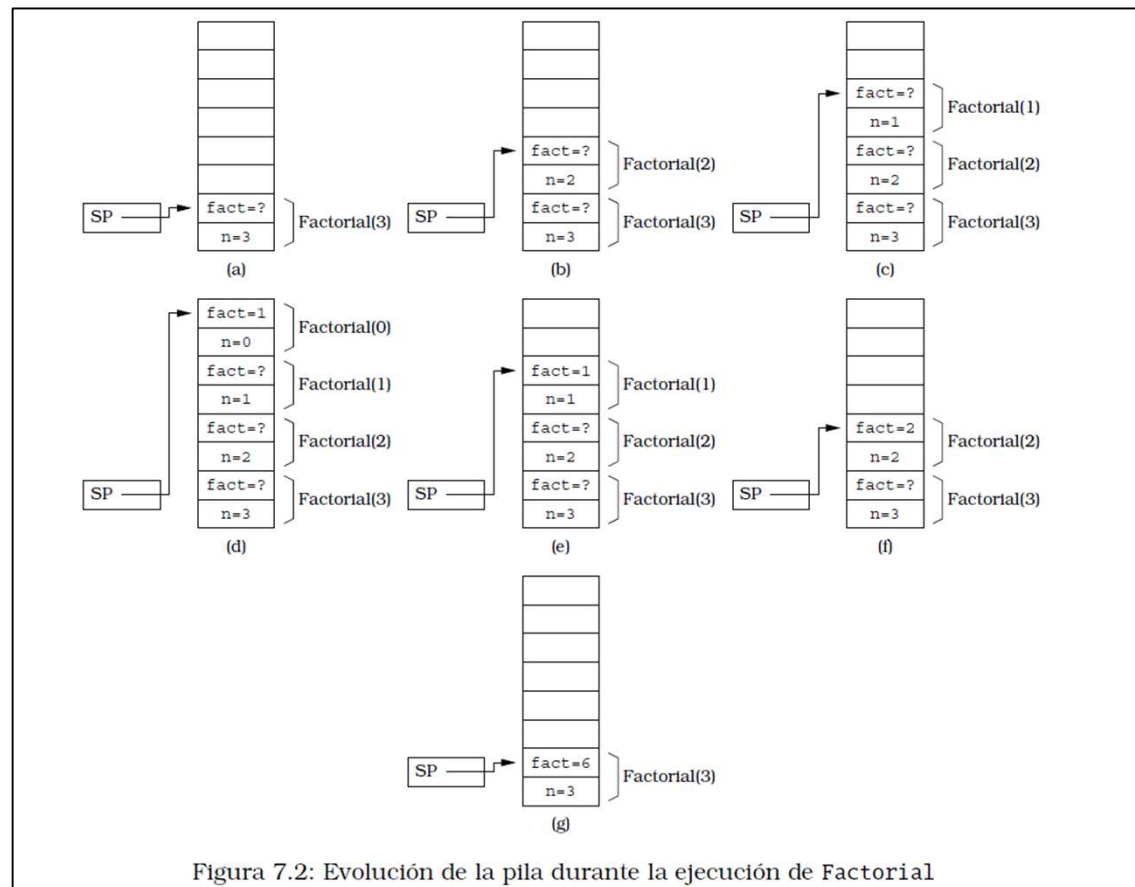 fact=?
n=3
SP
Factorial(3)
(a)
fact=?
n=2
fact=?
n=3
SP
Factorial(2)
Factorial(3)
(b)
fact=?
n=1
fact=?
n=2
fact=?
n=3
SP
Factorial(1)
Factorial(2)
Factorial(3)
(c)
fact=1
n=0
fact=?
n=1
fact=?
n=2
fact=?
n=3
SP
Factorial(0)
Factorial(1)
Factorial(2)
Factorial(3)
(d)
fact=1
n=1
fact=?
n=2
fact=?
n=3
SP
Factorial(1)
Factorial(2)
Factorial(3)
(e)
fact=2
n=2
fact=?
n=3
SP
Factorial(2)
Factorial(3)
(f)
fact=6
n=3
SP
Factorial(3)
(g)
Figura 7.2: Evolución de la pila durante la ejecución de Factorial